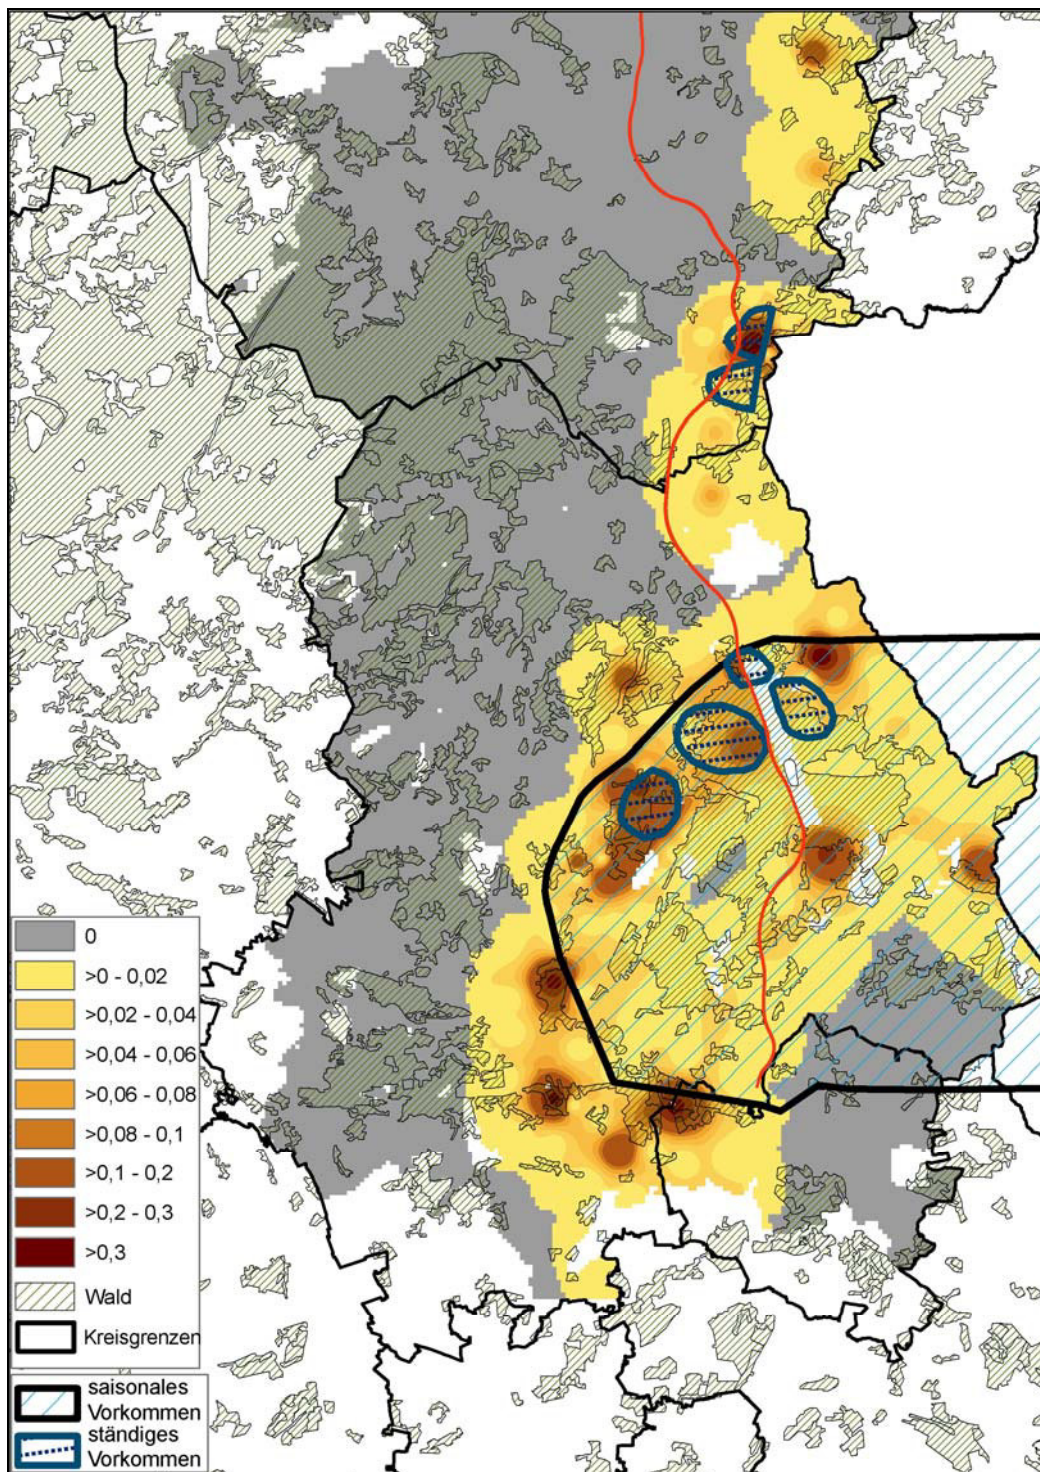 0
>0 - 0,02
>0,02 - 0,04
>0,04 - 0,06
>0,06 - 0,08
>0,08 - 0,1
>0,1 - 0,2
>0,2 - 0,3
>0,3
Wald
Kreisgrenzen
saisonales
Vorkommen
ständiges
Vorkommen